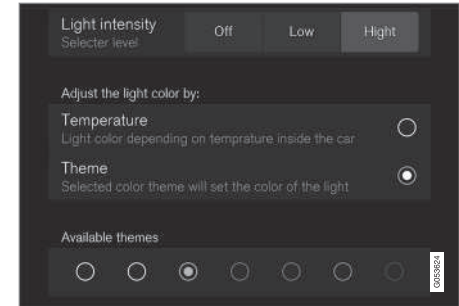 Light intensity
Selecter level
Off
Low
Hight
Adjust the light color by:
Temperature
Light color depending on temprature inside the car
Theme
Selected color theme will set the color of the light
Available themes
G053624